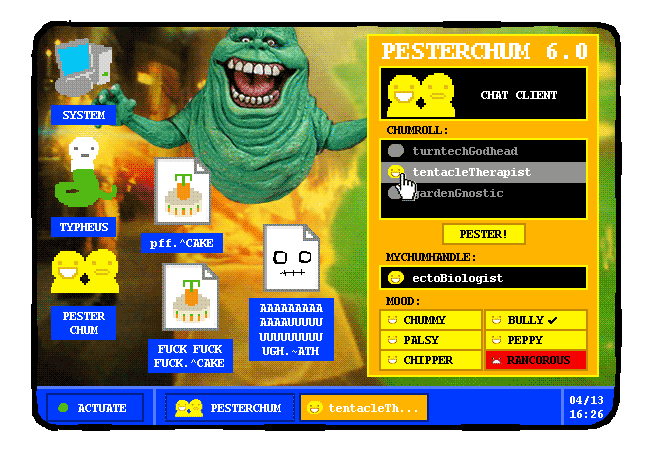 PESTERCHUM 6.0
CHAT CLIENT
CHUMROLL:
turntechGodhead
tentacleTherapist
gardenGnostic
PESTER!
MYCHUMHANDLE:
ectoBiologist
MOOD:
CHUMMY
BULLY
PALSY
PEPPY
CHIPPER
RANCOROUS
SYSTEM
TYPHEUS
PESTER
CHUM
pff.^CAKE
FUCK FUCK
FUCK.^CAKE
AAAAAAAAA
AAAAUUUUU
UUUUUUUUU
UGH.~ATH
ACTUATE
PESTERCHUM
tentacleTh...
04/13
16:26